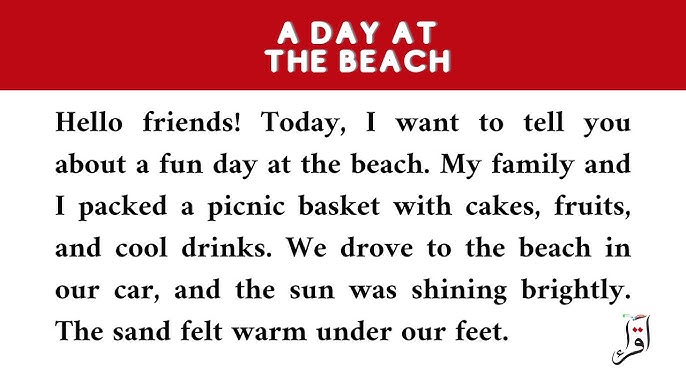 A DAY AT
THE BEACH
Hello friends! Today, I want to tell you
about a fun day at the beach. My family and
I packed a picnic basket with cakes, fruits,
and cool drinks. We drove to the beach in
our car, and the sun was shining brightly.
The sand felt warm under our feet.
اقرأ